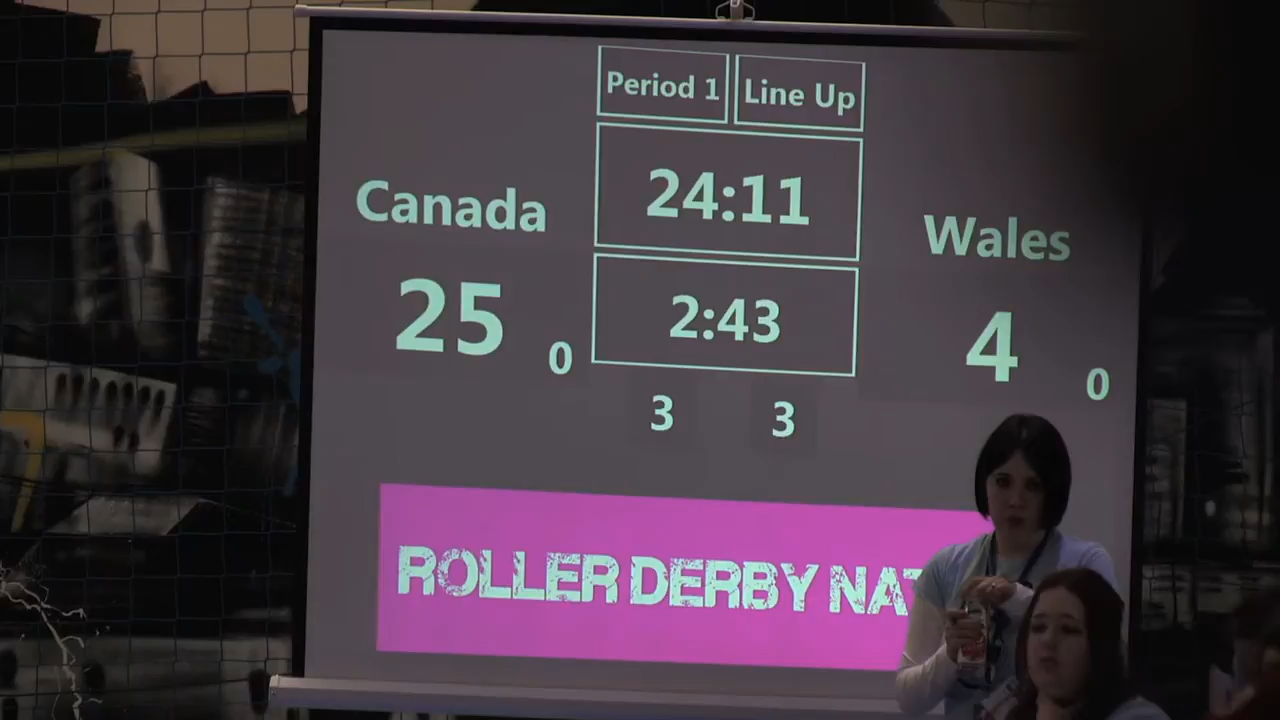 Period 1
Line Up
24:11
Canada
Wales
25
0
2:43
4
0
3
3
ROLLER DERBY NAT